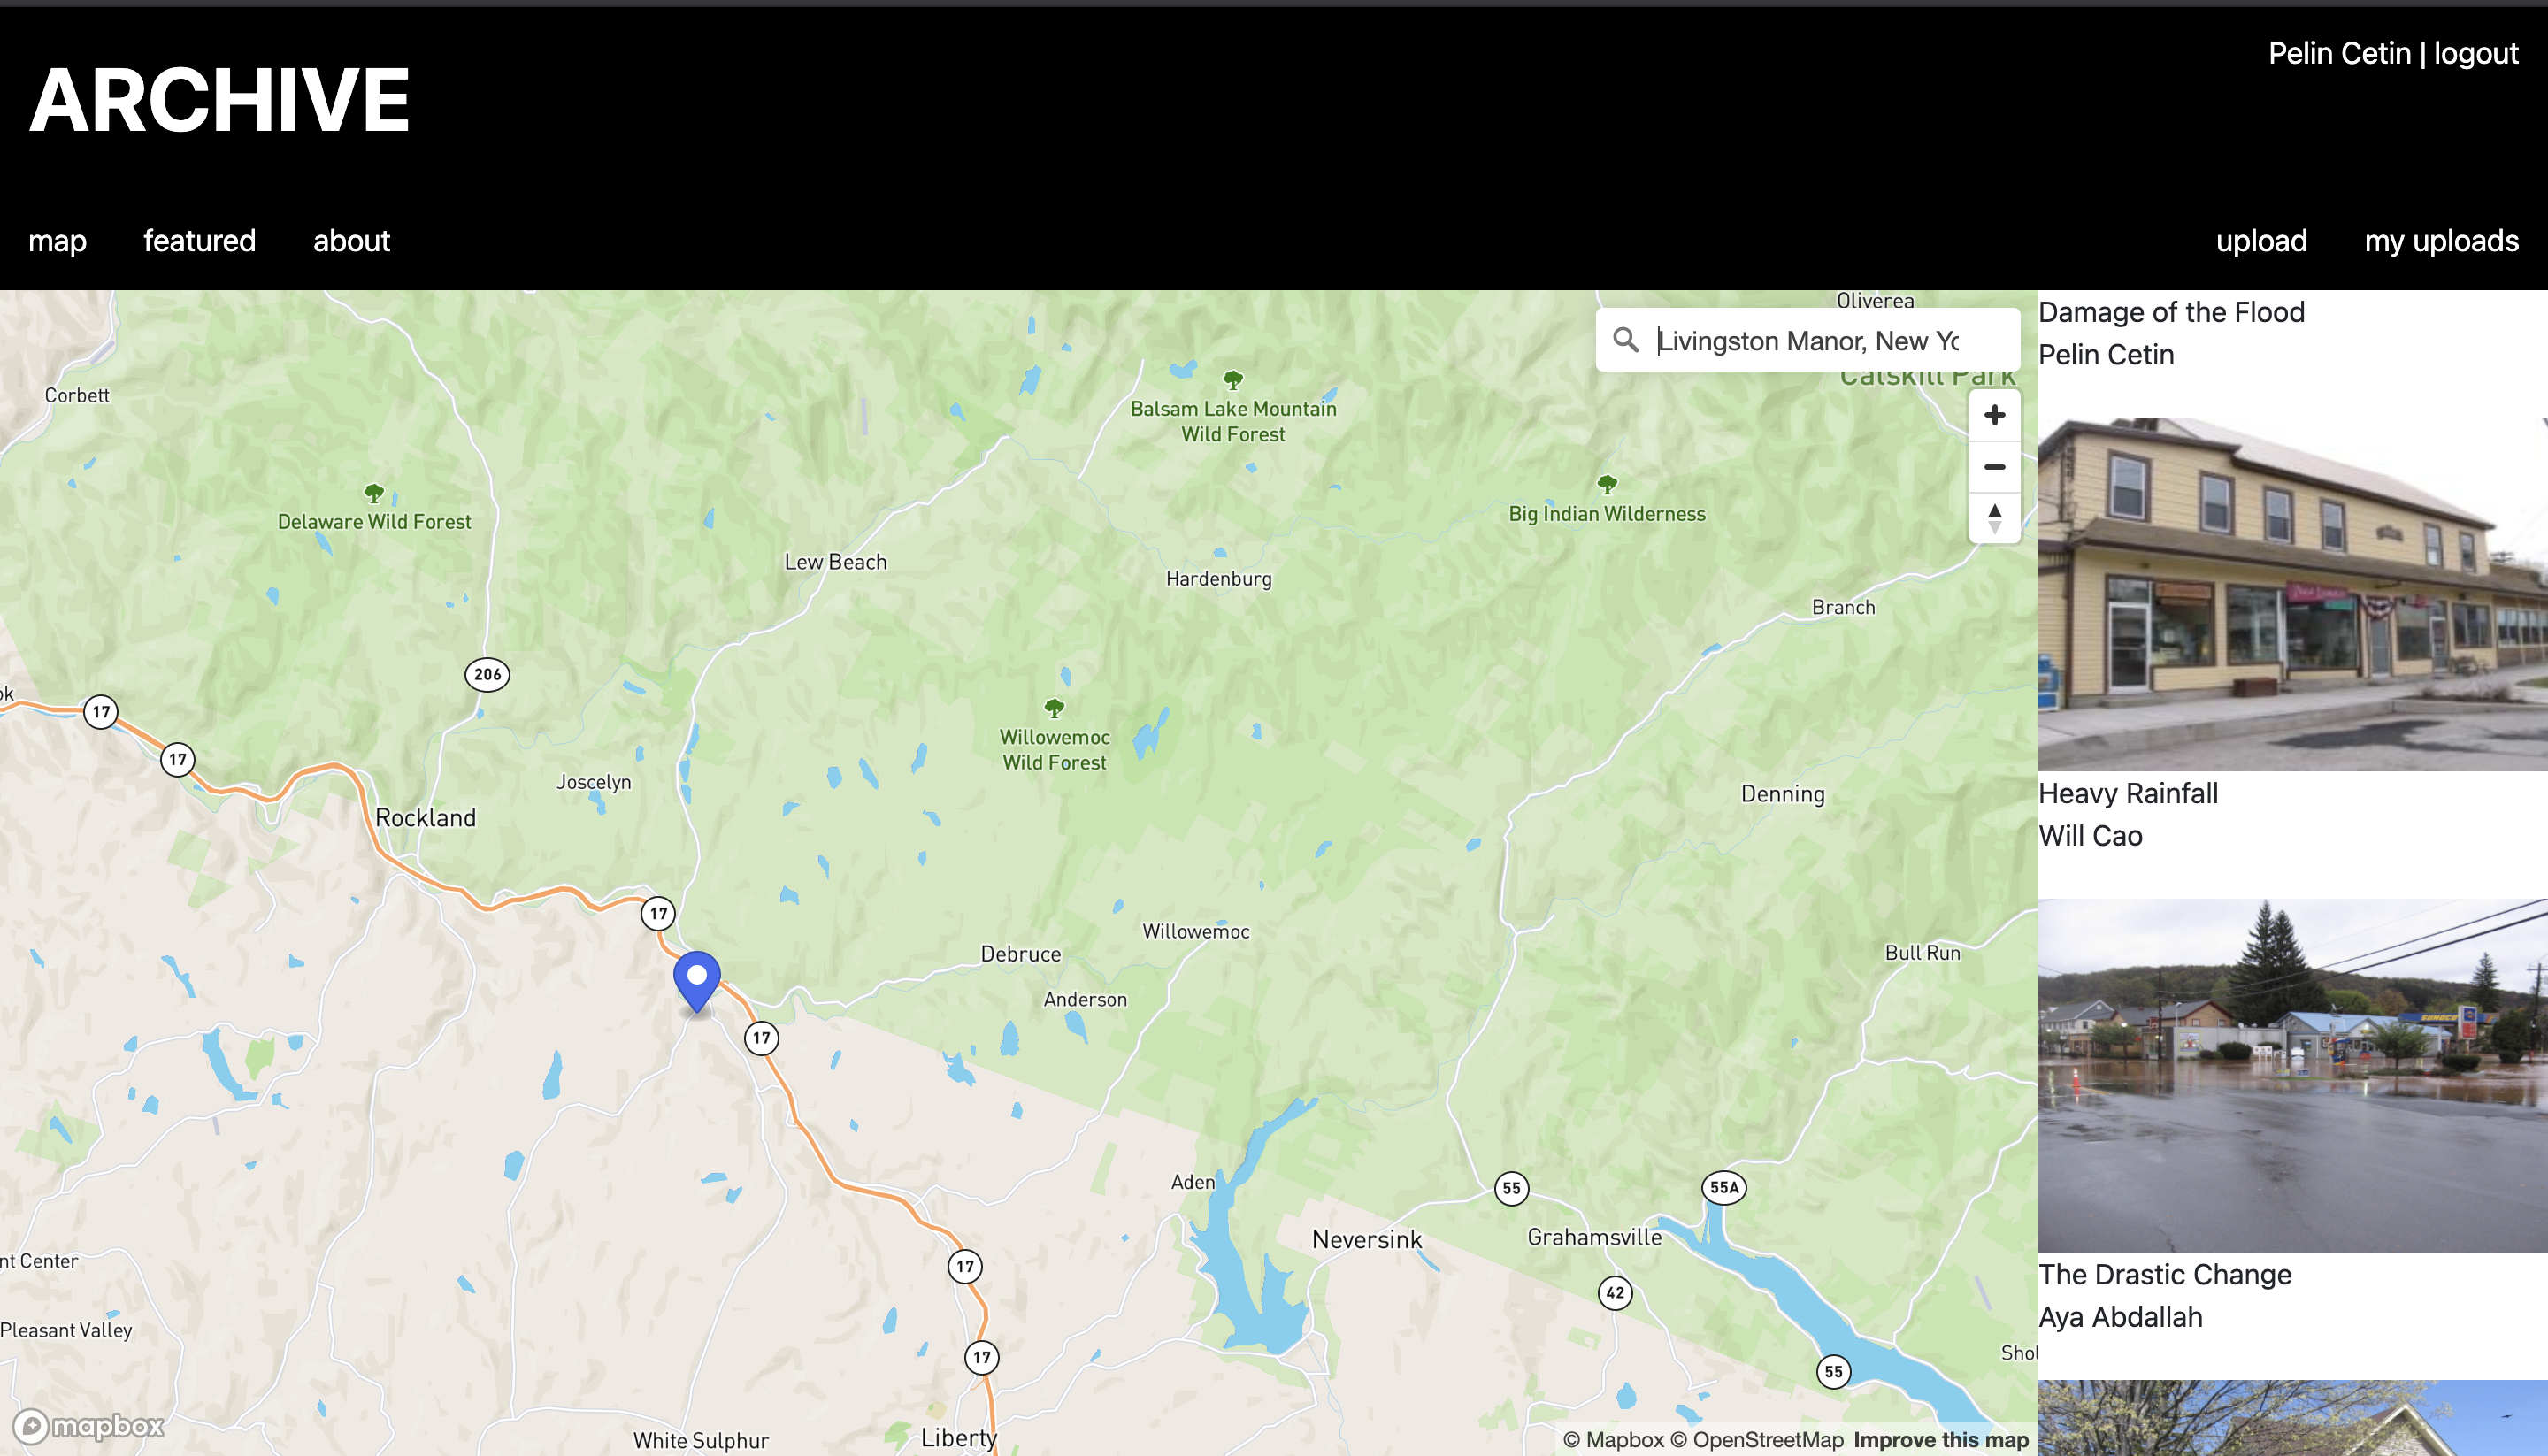 Pelin Cetin | logout
ARCHIVE
map featured about
upload my uploads
Oliverea
Livingston Manor, New Yo
Catskill Park
Corbett
Balsam Lake Mountain
Wild Forest
Delaware Wild Forest
Big Indian Wilderness
Lew Beach
Hardenburg
Branch
206
ok
17
17
Willowemoc
Wild Forest
Joscelyn
Denning
Rockland
17
Willowemoc
Debruce
Bull Run
Anderson
17
Aden
55
55A
Neversink
Grahamsville
nt Center
17
42
Pleasant Valley
Shol
17
55
mapbox
White Sulphur
Liberty
© Mapbox © OpenStreetMap Improve this map
Damage of the Flood
Pelin Cetin
Heavy Rainfall
Will Cao
SUNOCO
The Drastic Change
Aya Abdallah